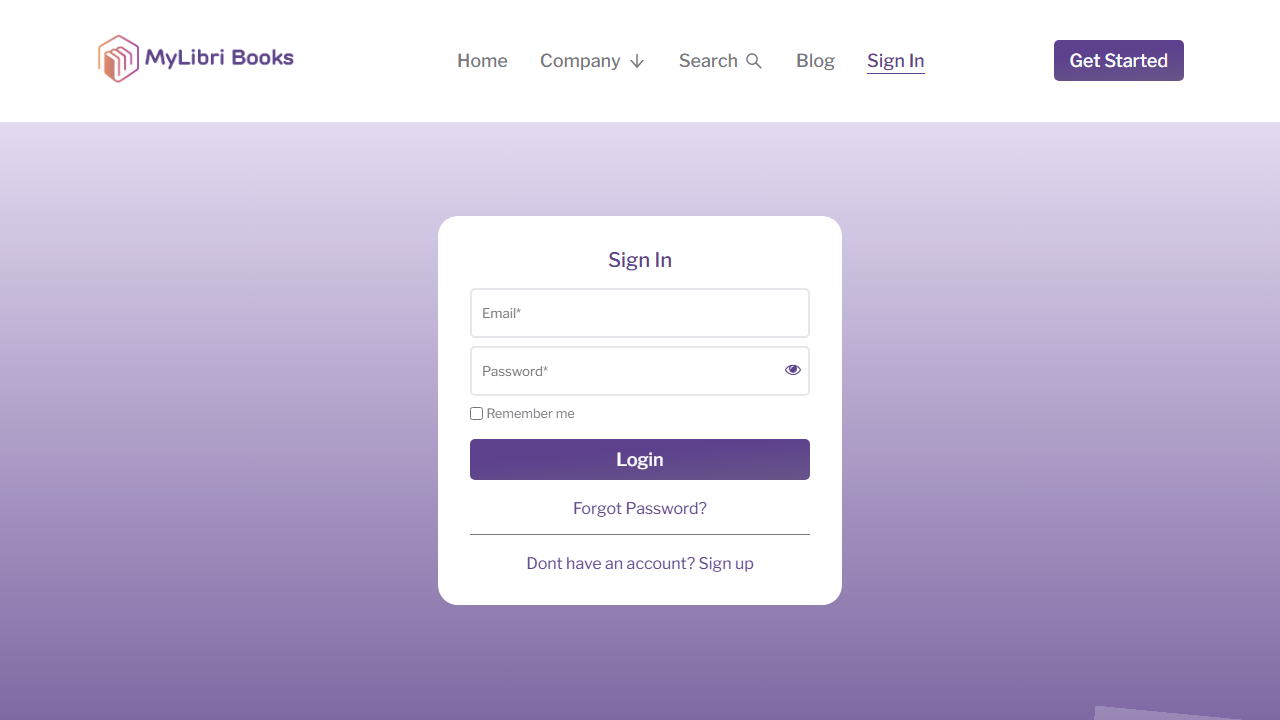 MyLibri Books
Home Company Search Blog Sign In Get Started
Sign In
Email*
Password*
Remember me
Login
Forgot Password?
Dont have an account? Sign up